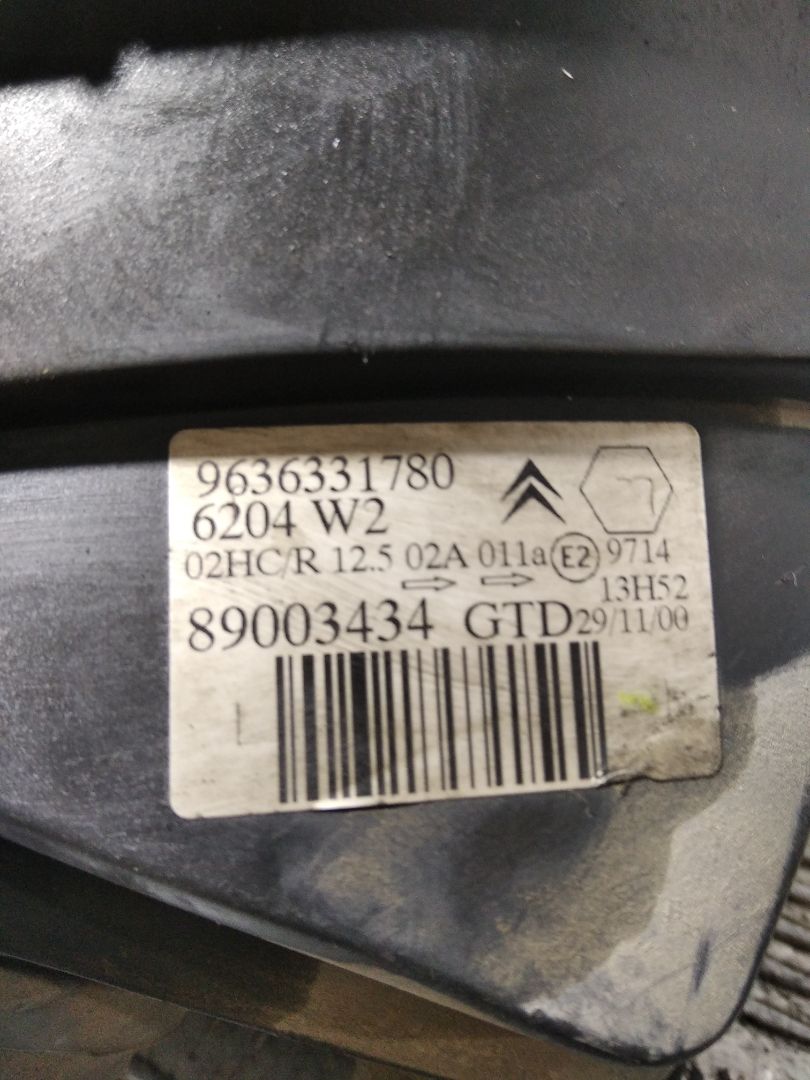 9636331780
6204 W2
02HC/R 12.5 02A 011a E2 9714
13H52
89003434 GTD 29/11/00